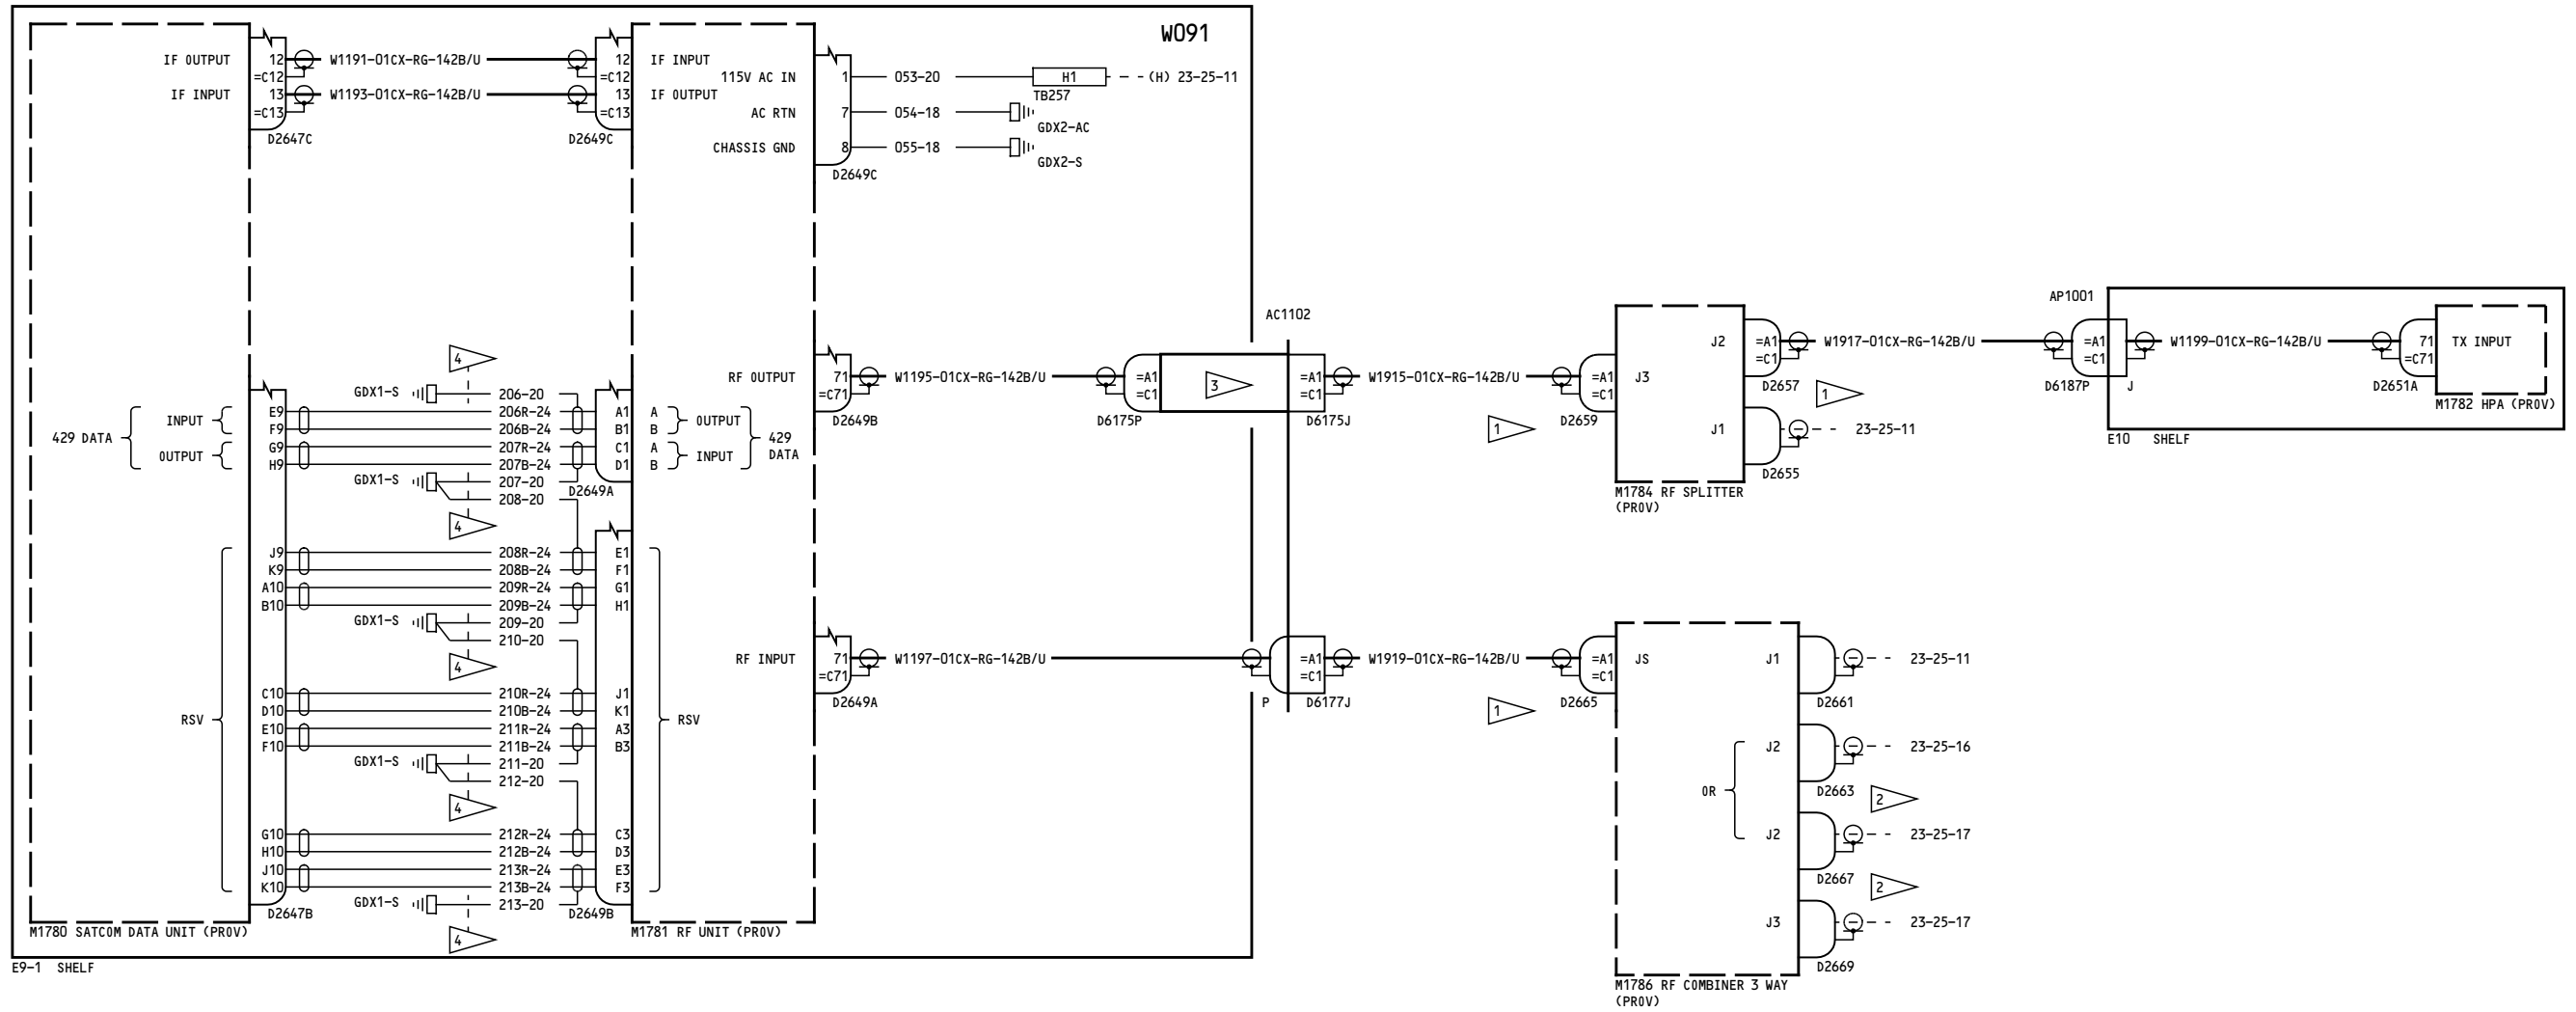 W091
IF OUTPUT
IF INPUT
12
=C12
13
=C13
D2647C
W1191-01CX-RG-142B/U
W1193-01CX-RG-142B/U
12
=C12
13
=C13
D2649C
IF INPUT
IF OUTPUT
115V AC IN
AC RTN
CHASSIS GND
1
7
8
D2649C
053-20
054-18
055-18
H1
TB257
(H) 23-25-11
GDX2-AC
GDX2-S
429 DATA
INPUT
OUTPUT
E9
F9
G9
H9
4
GDX1-S
206-20
206R-24
206B-24
207R-24
207B-24
GDX1-S
207-20
208-20
4
A1
B1
C1
D1
D2649A
A
B
A
B
OUTPUT
INPUT
429
DATA
RSV
J9
K9
A10
B10
208R-24
208B-24
209R-24
209B-24
GDX1-S
209-20
210-20
4
E1
F1
G1
H1
C10
D10
E10
F10
210R-24
210B-24
211R-24
211B-24
GDX1-S
211-20
212-20
4
J1
K1
A3
B3
RSV
G10
H10
J10
K10
D2647B
212R-24
212B-24
213R-24
213B-24
GDX1-S
213-20
4
C3
D3
E3
F3
D2649B
M1780 SATCOM DATA UNIT (PROV)
M1781 RF UNIT (PROV)
E9-1 SHELF
RF OUTPUT
71
=C71
D2649B
W1195-01CX-RG-142B/U
=A1
=C1
D6175P
3
AC1102
=A1
=C1
D6175J
W1915-01CX-RG-142B/U
1
=A1
=C1
D2659
J3
J2
J1
M1784 RF SPLITTER
(PROV)
=A1
=C1
D2657
D2655
W1917-01CX-RG-142B/U
1
23-25-11
AP1001
=A1
=C1
D6187P
J
W1199-01CX-RG-142B/U
71
=C71
D2651A
TX INPUT
M1782 HPA (PROV)
E10 SHELF
RF INPUT
71
=C71
D2649A
W1197-01CX-RG-142B/U
P
=A1
=C1
D6177J
W1919-01CX-RG-142B/U
1
=A1
=C1
D2665
JS
J1
D2661
23-25-11
OR
J2
D2663
23-25-16
2
J2
D2667
23-25-17
2
J3
D2669
23-25-17
M1786 RF COMBINER 3 WAY
(PROV)